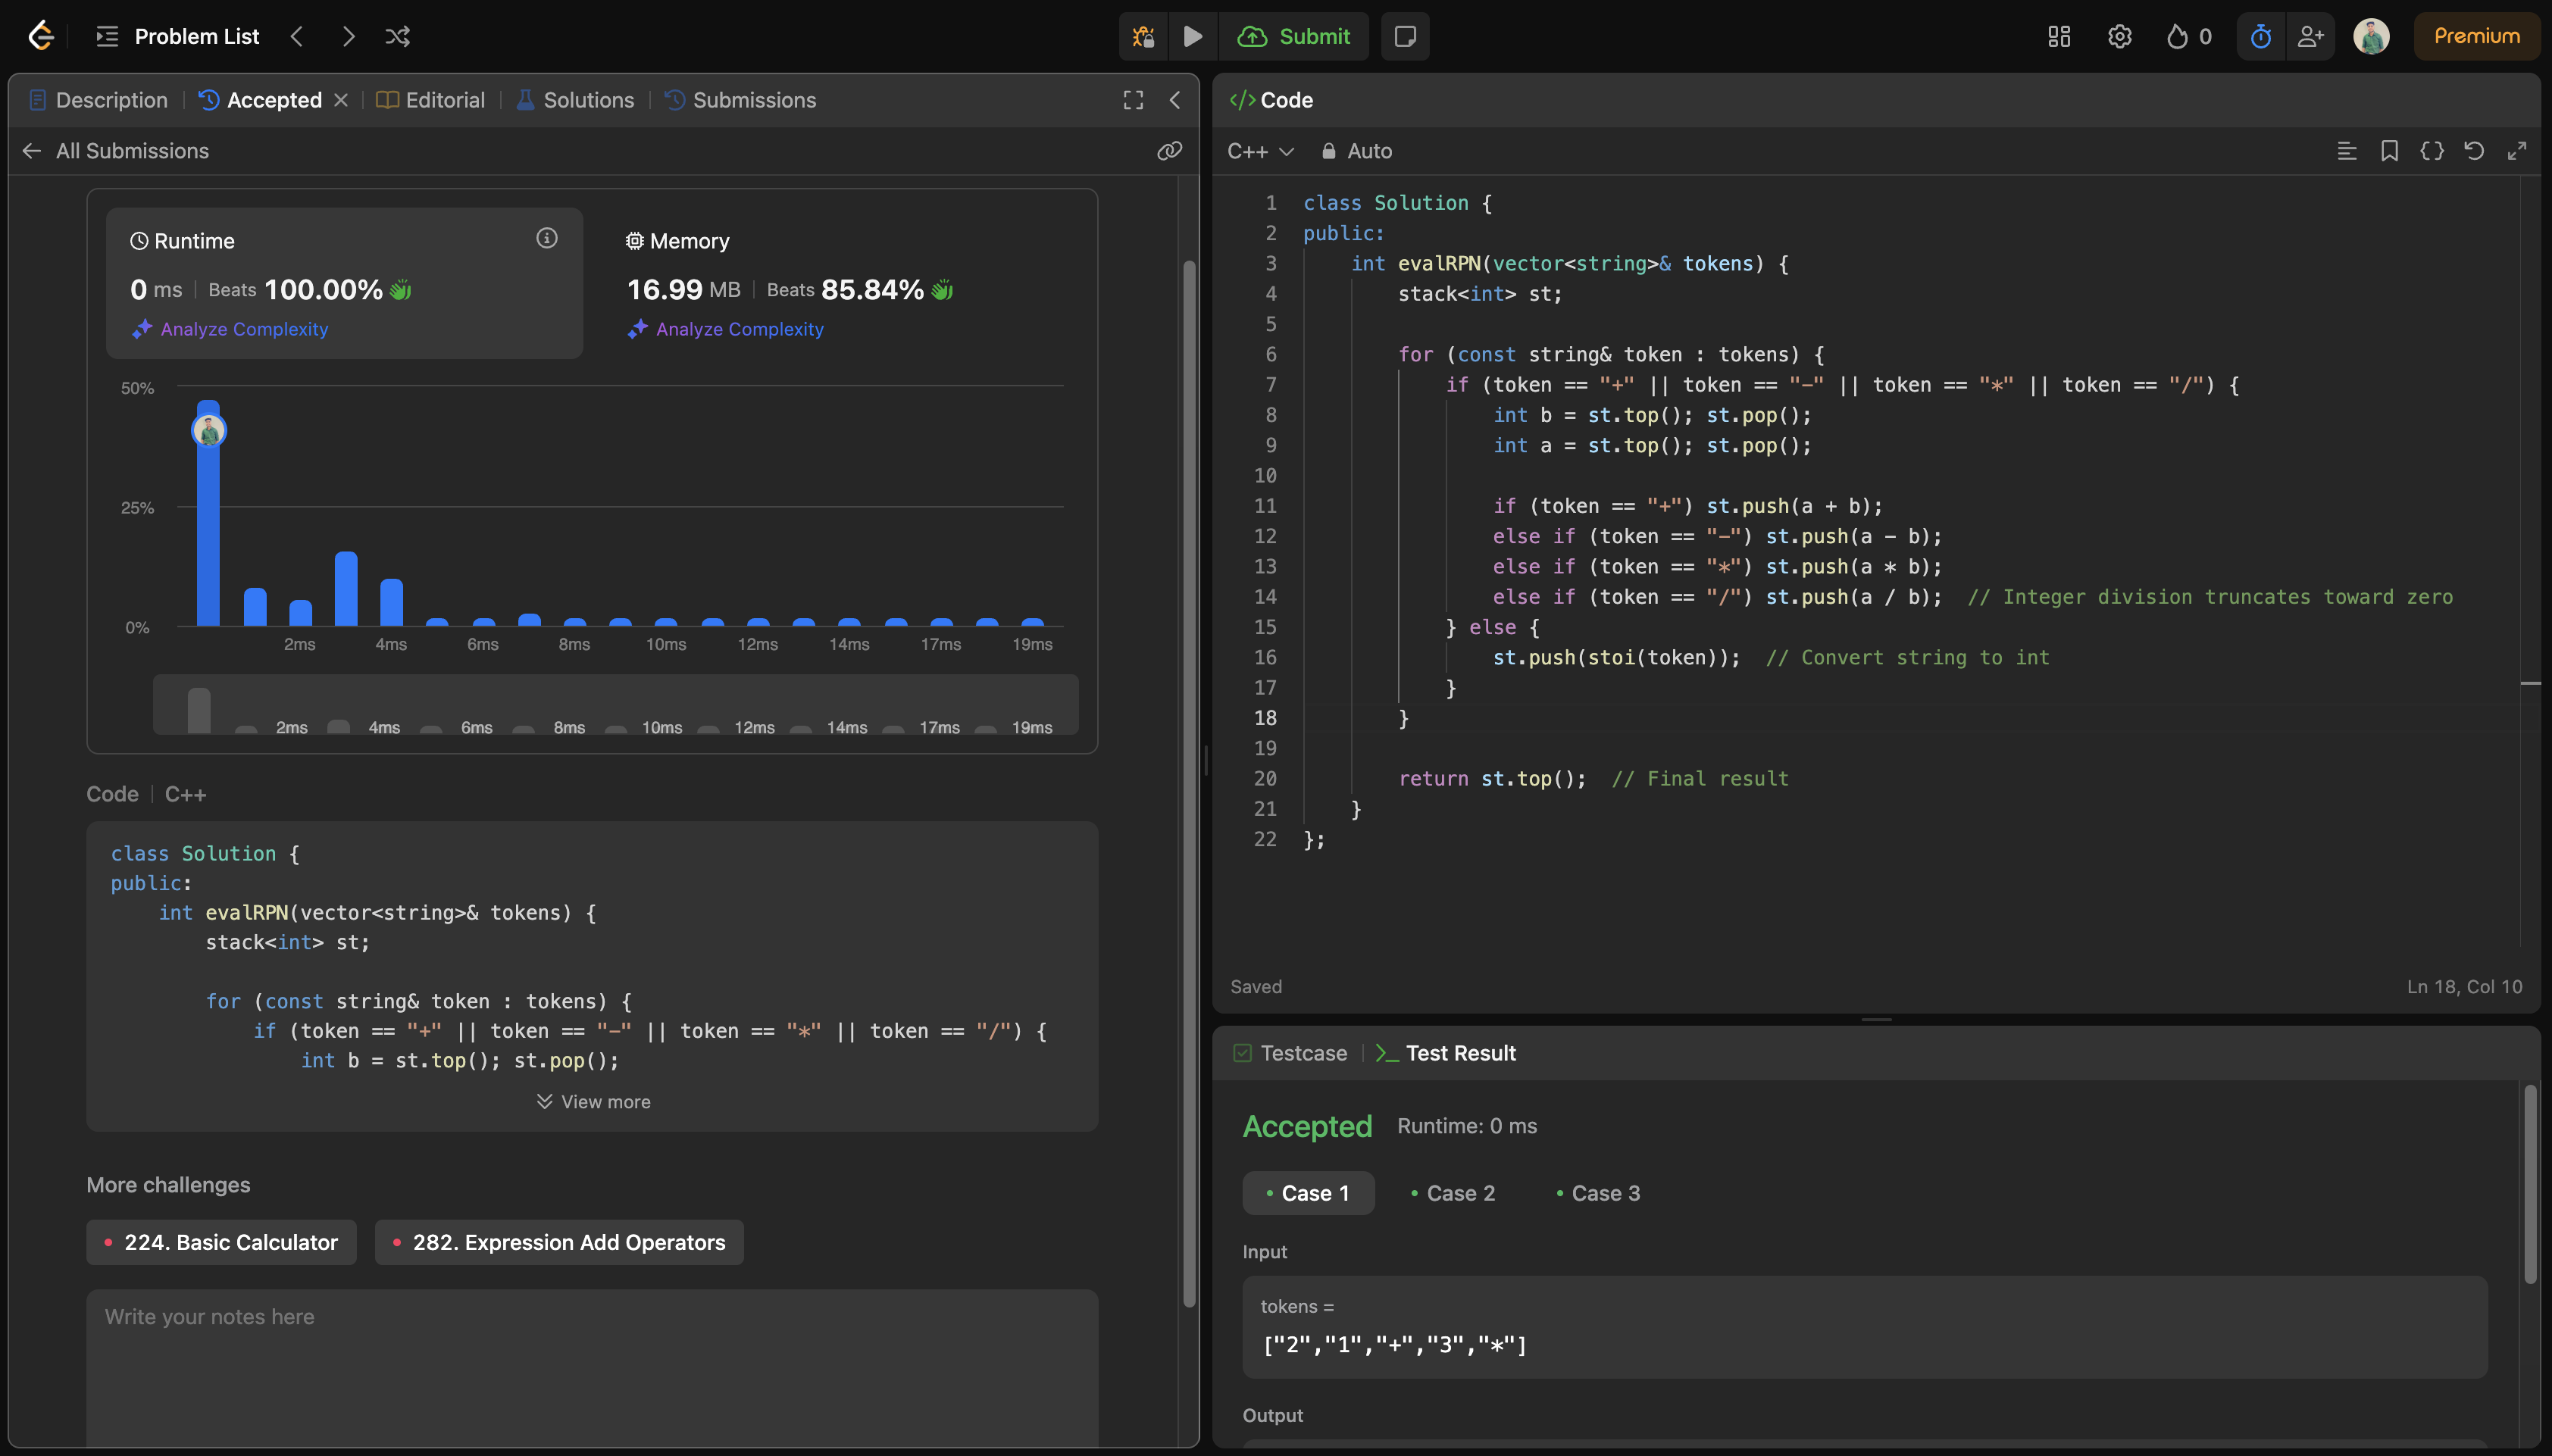 Problem List
Submit
0
Premium
Description
Accepted
Editorial
Solutions
Submissions
All Submissions
Runtime
0 ms
Beats 100.00%
Analyze Complexity
Memory
16.99 MB
Beats 85.84%
Analyze Complexity
50%
25%
0%
2ms 4ms 6ms 8ms 10ms 12ms 14ms 17ms 19ms
2ms 4ms 6ms 8ms 10ms 12ms 14ms 17ms 19ms
Code
C++
class Solution {
public:
    int evalRPN(vector<string>& tokens) {
        stack<int> st;
        for (const string& token : tokens) {
            if (token == "+" || token == "-" || token == "*" || token == "/") {
                int b = st.top(); st.pop();
View more
More challenges
224. Basic Calculator
282. Expression Add Operators
Write your notes here
</> Code
C++
Auto
1 class Solution {
2 public:
3     int evalRPN(vector<string>& tokens) {
4         stack<int> st;
5
6         for (const string& token : tokens) {
7             if (token == "+" || token == "-" || token == "*" || token == "/") {
8                 int b = st.top(); st.pop();
9                 int a = st.top(); st.pop();
10
11                 if (token == "+") st.push(a + b);
12                 else if (token == "-") st.push(a - b);
13                 else if (token == "*") st.push(a * b);
14                 else if (token == "/") st.push(a / b);  // Integer division truncates toward zero
15             } else {
16                 st.push(stoi(token));  // Convert string to int
17             }
18         }
19
20         return st.top();  // Final result
21     }
22 };
Saved
Ln 18, Col 10
Testcase
Test Result
Accepted
Runtime: 0 ms
Case 1
Case 2
Case 3
Input
tokens =
["2","1","+","3","*"]
Output